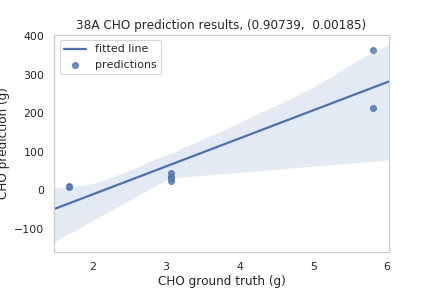 38A CHO prediction results, (0.90739, 0.00185)
fitted line
predictions
400
300
200
100
0
−100
CHO prediction (g)
2 3 4 5 6
CHO ground truth (g)